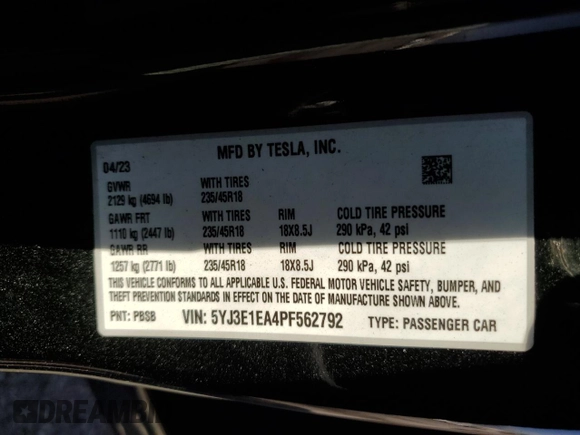 MFD BY TESLA, INC.
04/23
GVWR WITH TIRES
2129 kg (4694 lb) 235/45R18
GAWR FRT WITH TIRES RIM COLD TIRE PRESSURE
1110 kg (2447 lb) 235/45R18 18X8.5J 290 kPa, 42 psi
GAWR RR WITH TIRES RIM COLD TIRE PRESSURE
1257 kg (2771 lb) 235/45R18 18X8.5J 290 kPa, 42 psi
THIS VEHICLE CONFORMS TO ALL APPLICABLE U.S. FEDERAL MOTOR VEHICLE SAFETY, BUMPER, AND
THEFT PREVENTION STANDARDS IN EFFECT ON THE DATE OF MANUFACTURE SHOWN ABOVE.
PNT: PBSB VIN: 5YJ3E1EA4PF562792 TYPE: PASSENGER CAR